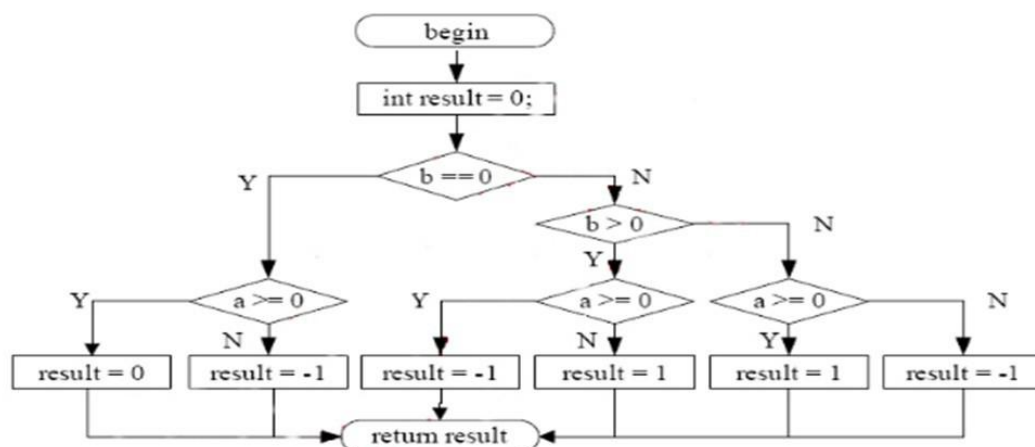 begin
int result = 0;
b == 0
Y
N
b > 0
N
Y
Y
a >= 0
Y
a >= 0
a >= 0
N
N
N
Y
result = 0
result = -1
result = -1
result = 1
result = 1
result = -1
return result